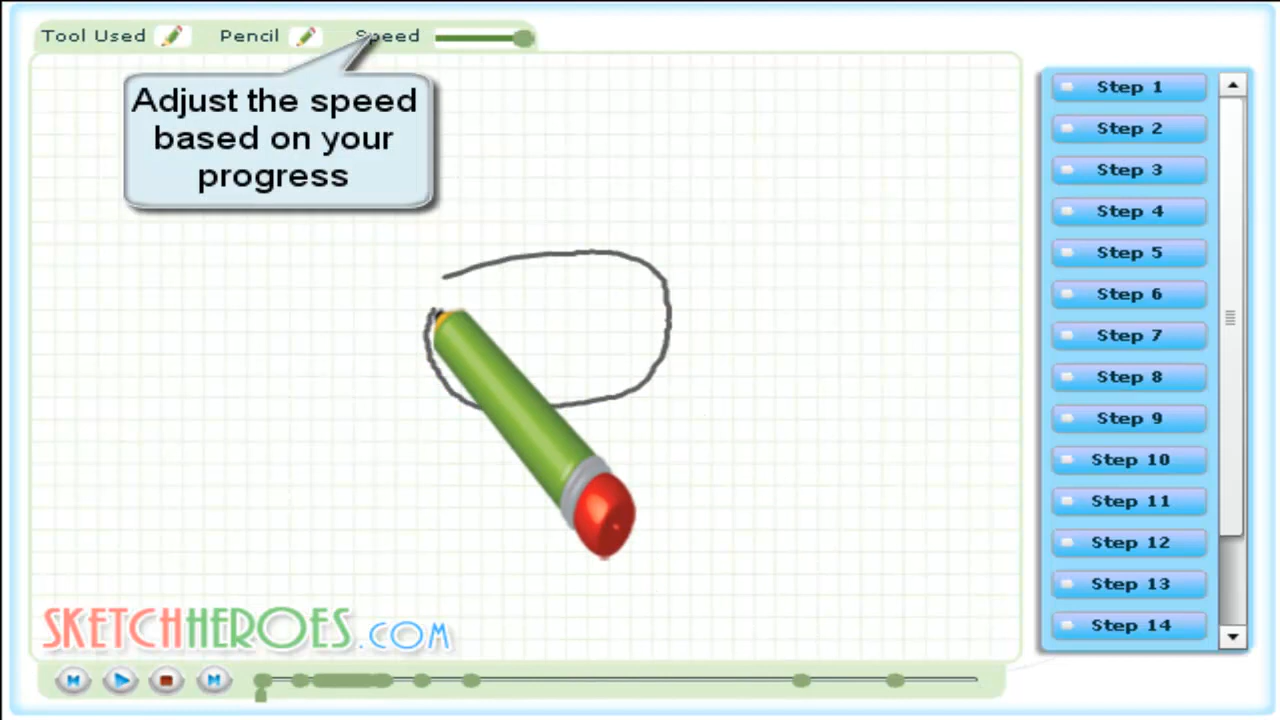 Tool Used Pencil Speed
Adjust the speed
based on your
progress
Step 1
Step 2
Step 3
Step 4
Step 5
Step 6
Step 7
Step 8
Step 9
Step 10
Step 11
Step 12
Step 13
Step 14
SKETCHHEROES.COM